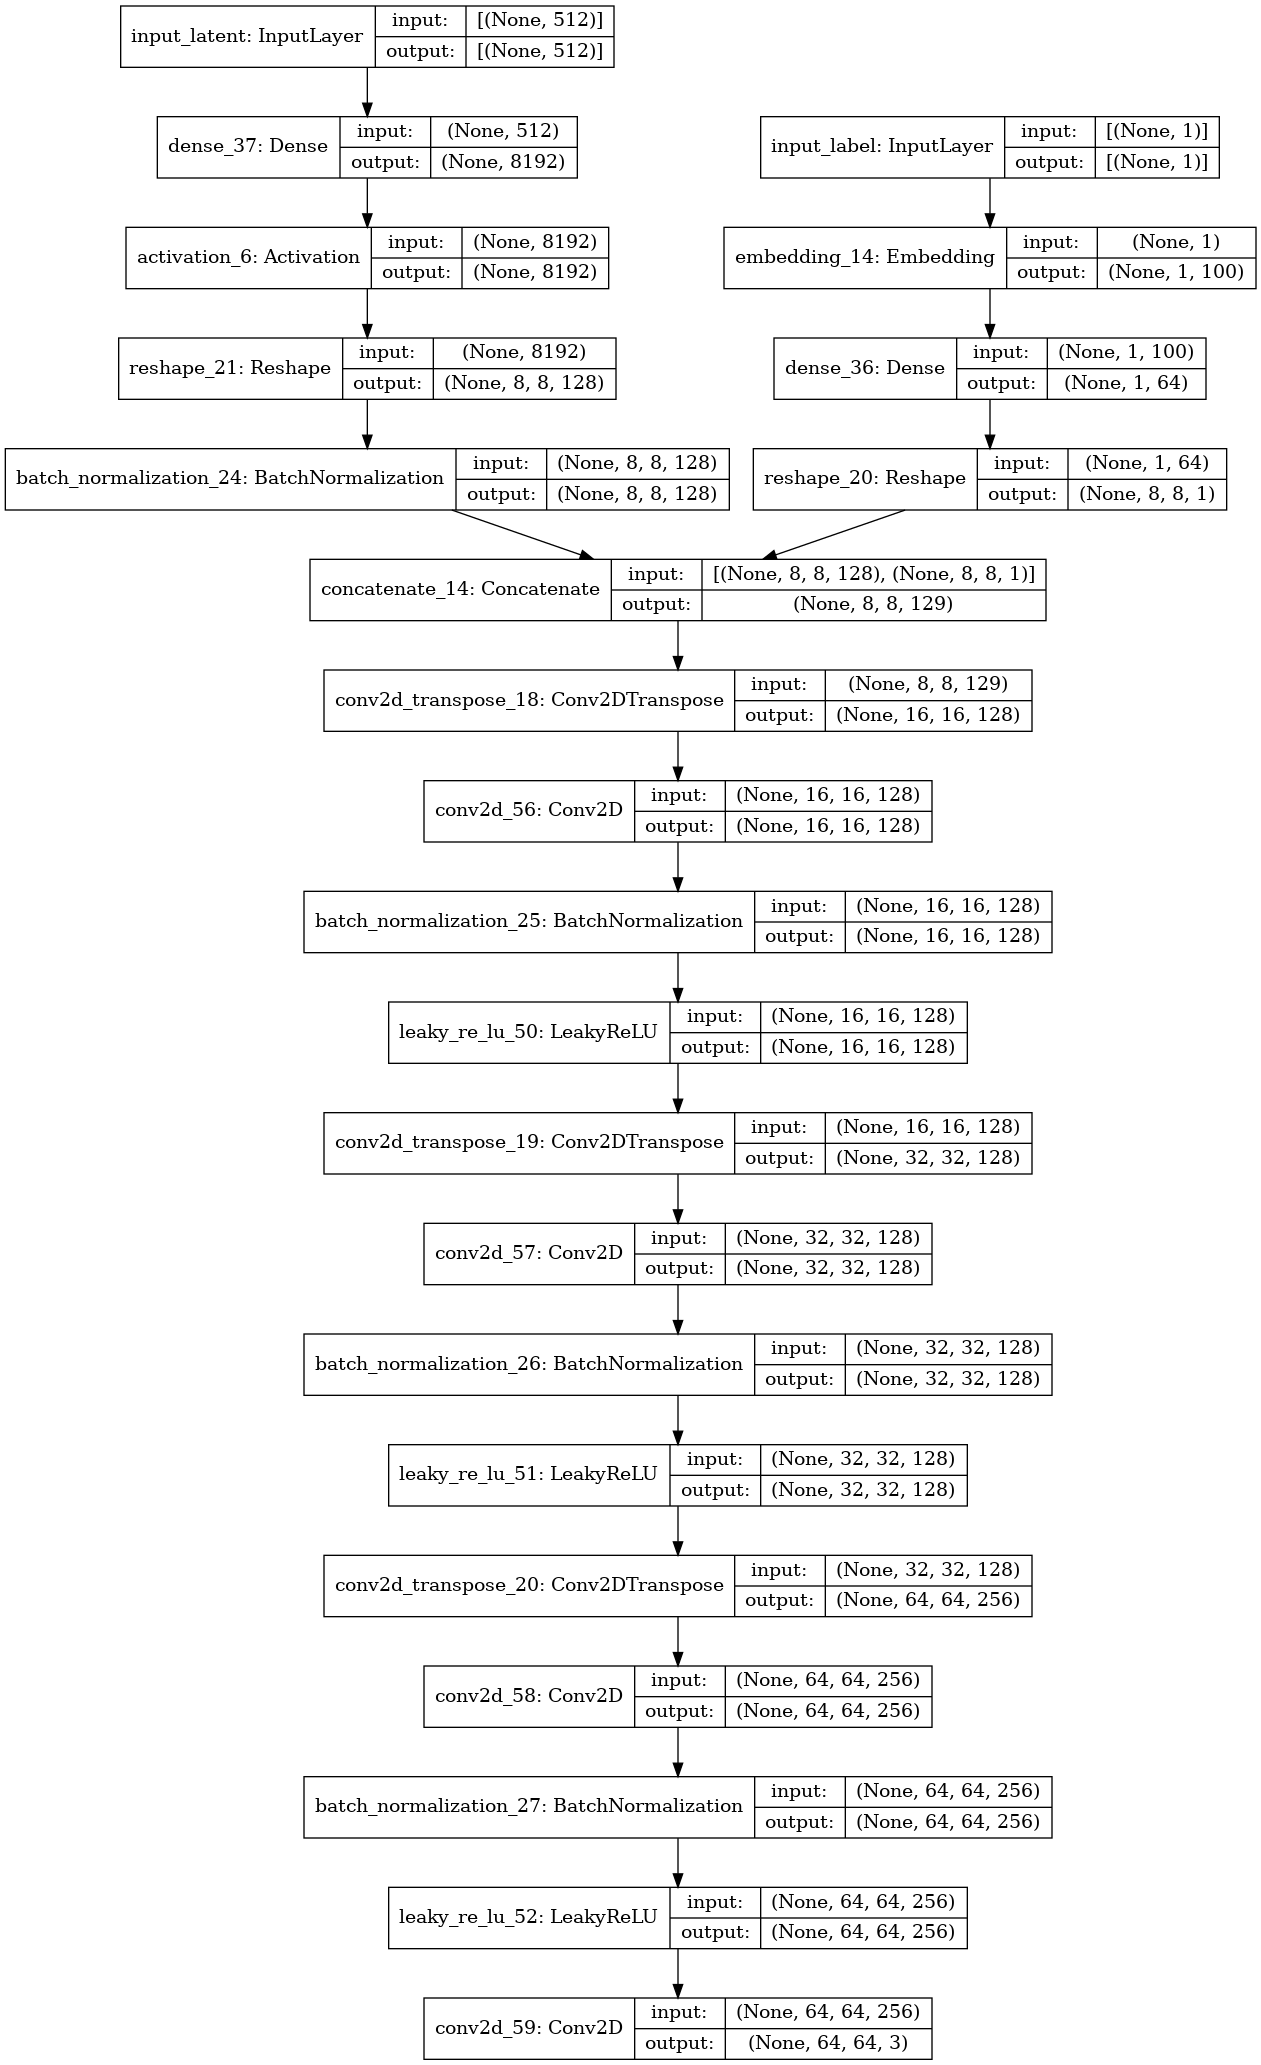 input_latent: InputLayer
input: [(None, 512)]
output: [(None, 512)]
dense_37: Dense
input: (None, 512)
output: (None, 8192)
input_label: InputLayer
input: [(None, 1)]
output: [(None, 1)]
activation_6: Activation
input: (None, 8192)
output: (None, 8192)
embedding_14: Embedding
input: (None, 1)
output: (None, 1, 100)
reshape_21: Reshape
input: (None, 8192)
output: (None, 8, 8, 128)
dense_36: Dense
input: (None, 1, 100)
output: (None, 1, 64)
batch_normalization_24: BatchNormalization
input: (None, 8, 8, 128)
output: (None, 8, 8, 128)
reshape_20: Reshape
input: (None, 1, 64)
output: (None, 8, 8, 1)
concatenate_14: Concatenate
input: [(None, 8, 8, 128), (None, 8, 8, 1)]
output: (None, 8, 8, 129)
conv2d_transpose_18: Conv2DTranspose
input: (None, 8, 8, 129)
output: (None, 16, 16, 128)
conv2d_56: Conv2D
input: (None, 16, 16, 128)
output: (None, 16, 16, 128)
batch_normalization_25: BatchNormalization
input: (None, 16, 16, 128)
output: (None, 16, 16, 128)
leaky_re_lu_50: LeakyReLU
input: (None, 16, 16, 128)
output: (None, 16, 16, 128)
conv2d_transpose_19: Conv2DTranspose
input: (None, 16, 16, 128)
output: (None, 32, 32, 128)
conv2d_57: Conv2D
input: (None, 32, 32, 128)
output: (None, 32, 32, 128)
batch_normalization_26: BatchNormalization
input: (None, 32, 32, 128)
output: (None, 32, 32, 128)
leaky_re_lu_51: LeakyReLU
input: (None, 32, 32, 128)
output: (None, 32, 32, 128)
conv2d_transpose_20: Conv2DTranspose
input: (None, 32, 32, 128)
output: (None, 64, 64, 256)
conv2d_58: Conv2D
input: (None, 64, 64, 256)
output: (None, 64, 64, 256)
batch_normalization_27: BatchNormalization
input: (None, 64, 64, 256)
output: (None, 64, 64, 256)
leaky_re_lu_52: LeakyReLU
input: (None, 64, 64, 256)
output: (None, 64, 64, 256)
conv2d_59: Conv2D
input: (None, 64, 64, 256)
output: (None, 64, 64, 3)